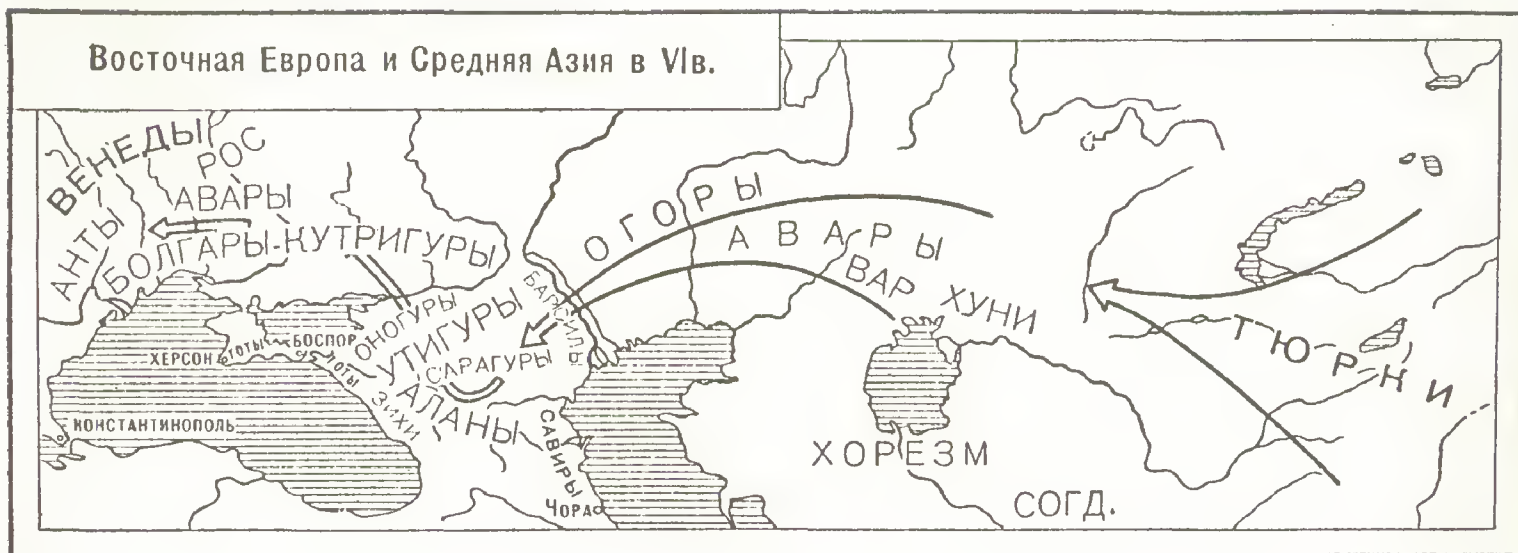 Восточная Европа и Средняя Азия в VIв.
ВЕНЕДЫ
РОС
АНТЫ
АВАРЫ
БОЛГАРЫ-КУТРИГУРЫ
ОГОРЫ
АВАРЫ
ВАР ХУНИ
ТЮРКИ
БАРСИЛЫ
ОНОГУРЫ
УТИГУРЫ
САРАГУРЫ
ХЕРСОН
ГОТЫ
БОСПОР
ГОТЫ
ЗИХИ
АЛАНЫ
САВИРЫ
ЧОРА
КОНСТАНТИНОПОЛЬ
ХОРЕЗМ
СОГД.